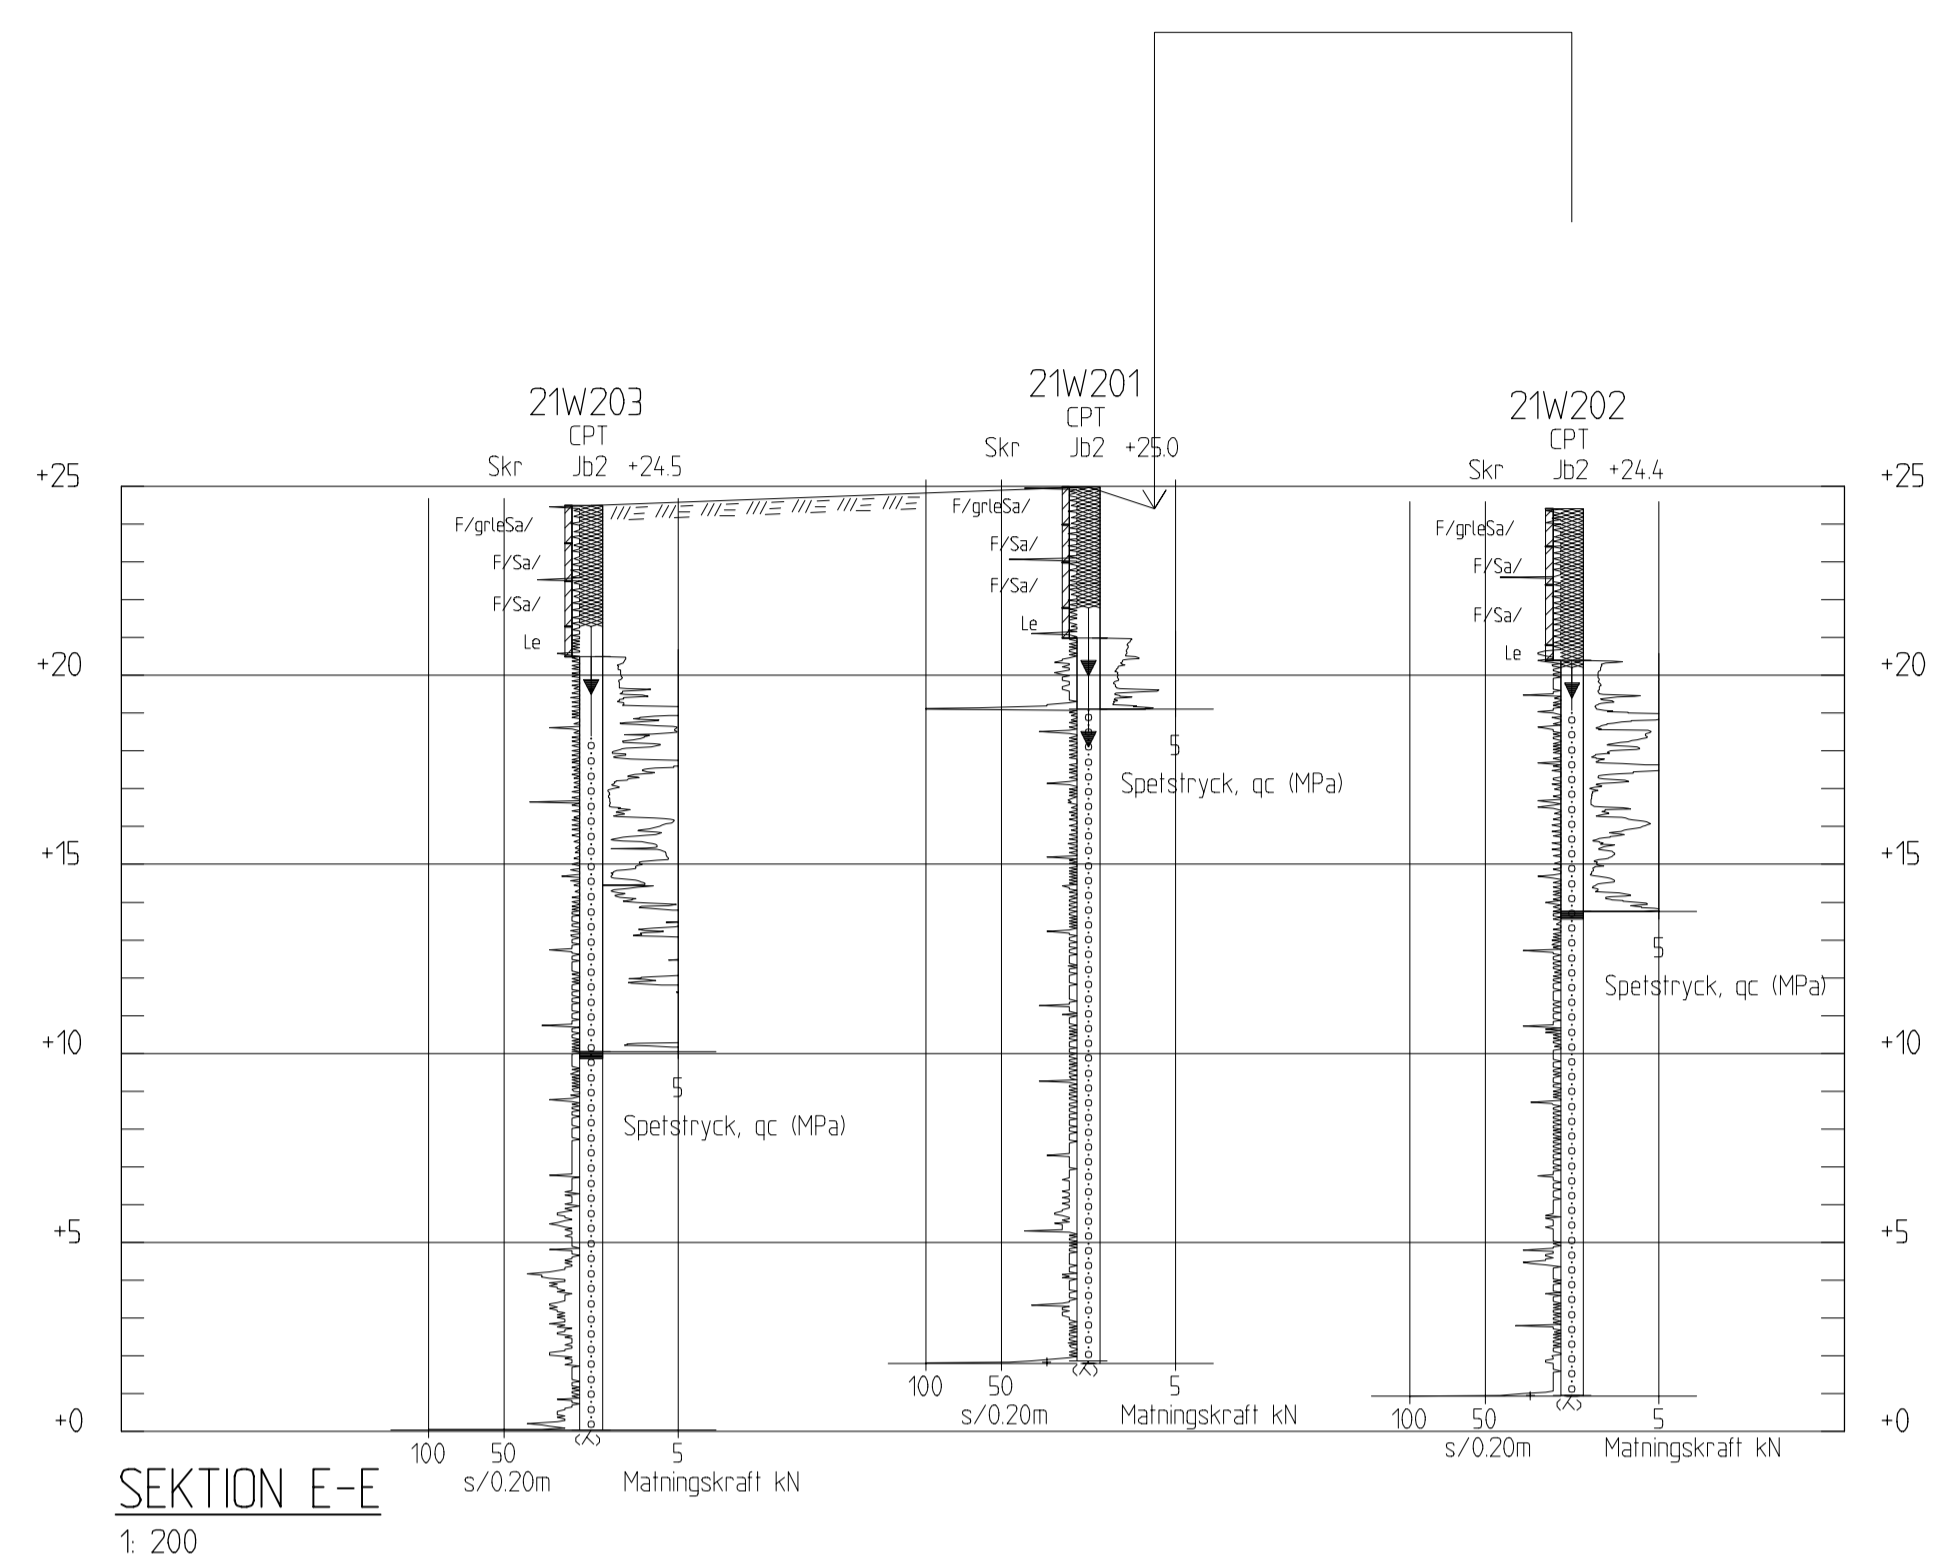 21W203
CPT
Skr Jb2 +24.5
21W201
CPT
Skr Jb2 +25.0
21W202
CPT
Skr Jb2 +24.4
+25 +25
F/grleSa/ F/grleSa/ F/grleSa/
F/Sa/ F/Sa/ F/Sa/
F/Sa/ F/Sa/ F/Sa/
Le Le Le
+20 +20
5
Spetstryck, qc (MPa)
+15 +15
5
Spetstryck, qc (MPa)
+10 +10
5
Spetstryck, qc (MPa)
+5 +5
100 50 5
s/0.20m Matningskraft kN
100 50 5
s/0.20m Matningskraft kN
+0 +0
100 50 5
s/0.20m Matningskraft kN
SEKTION E-E
1: 200